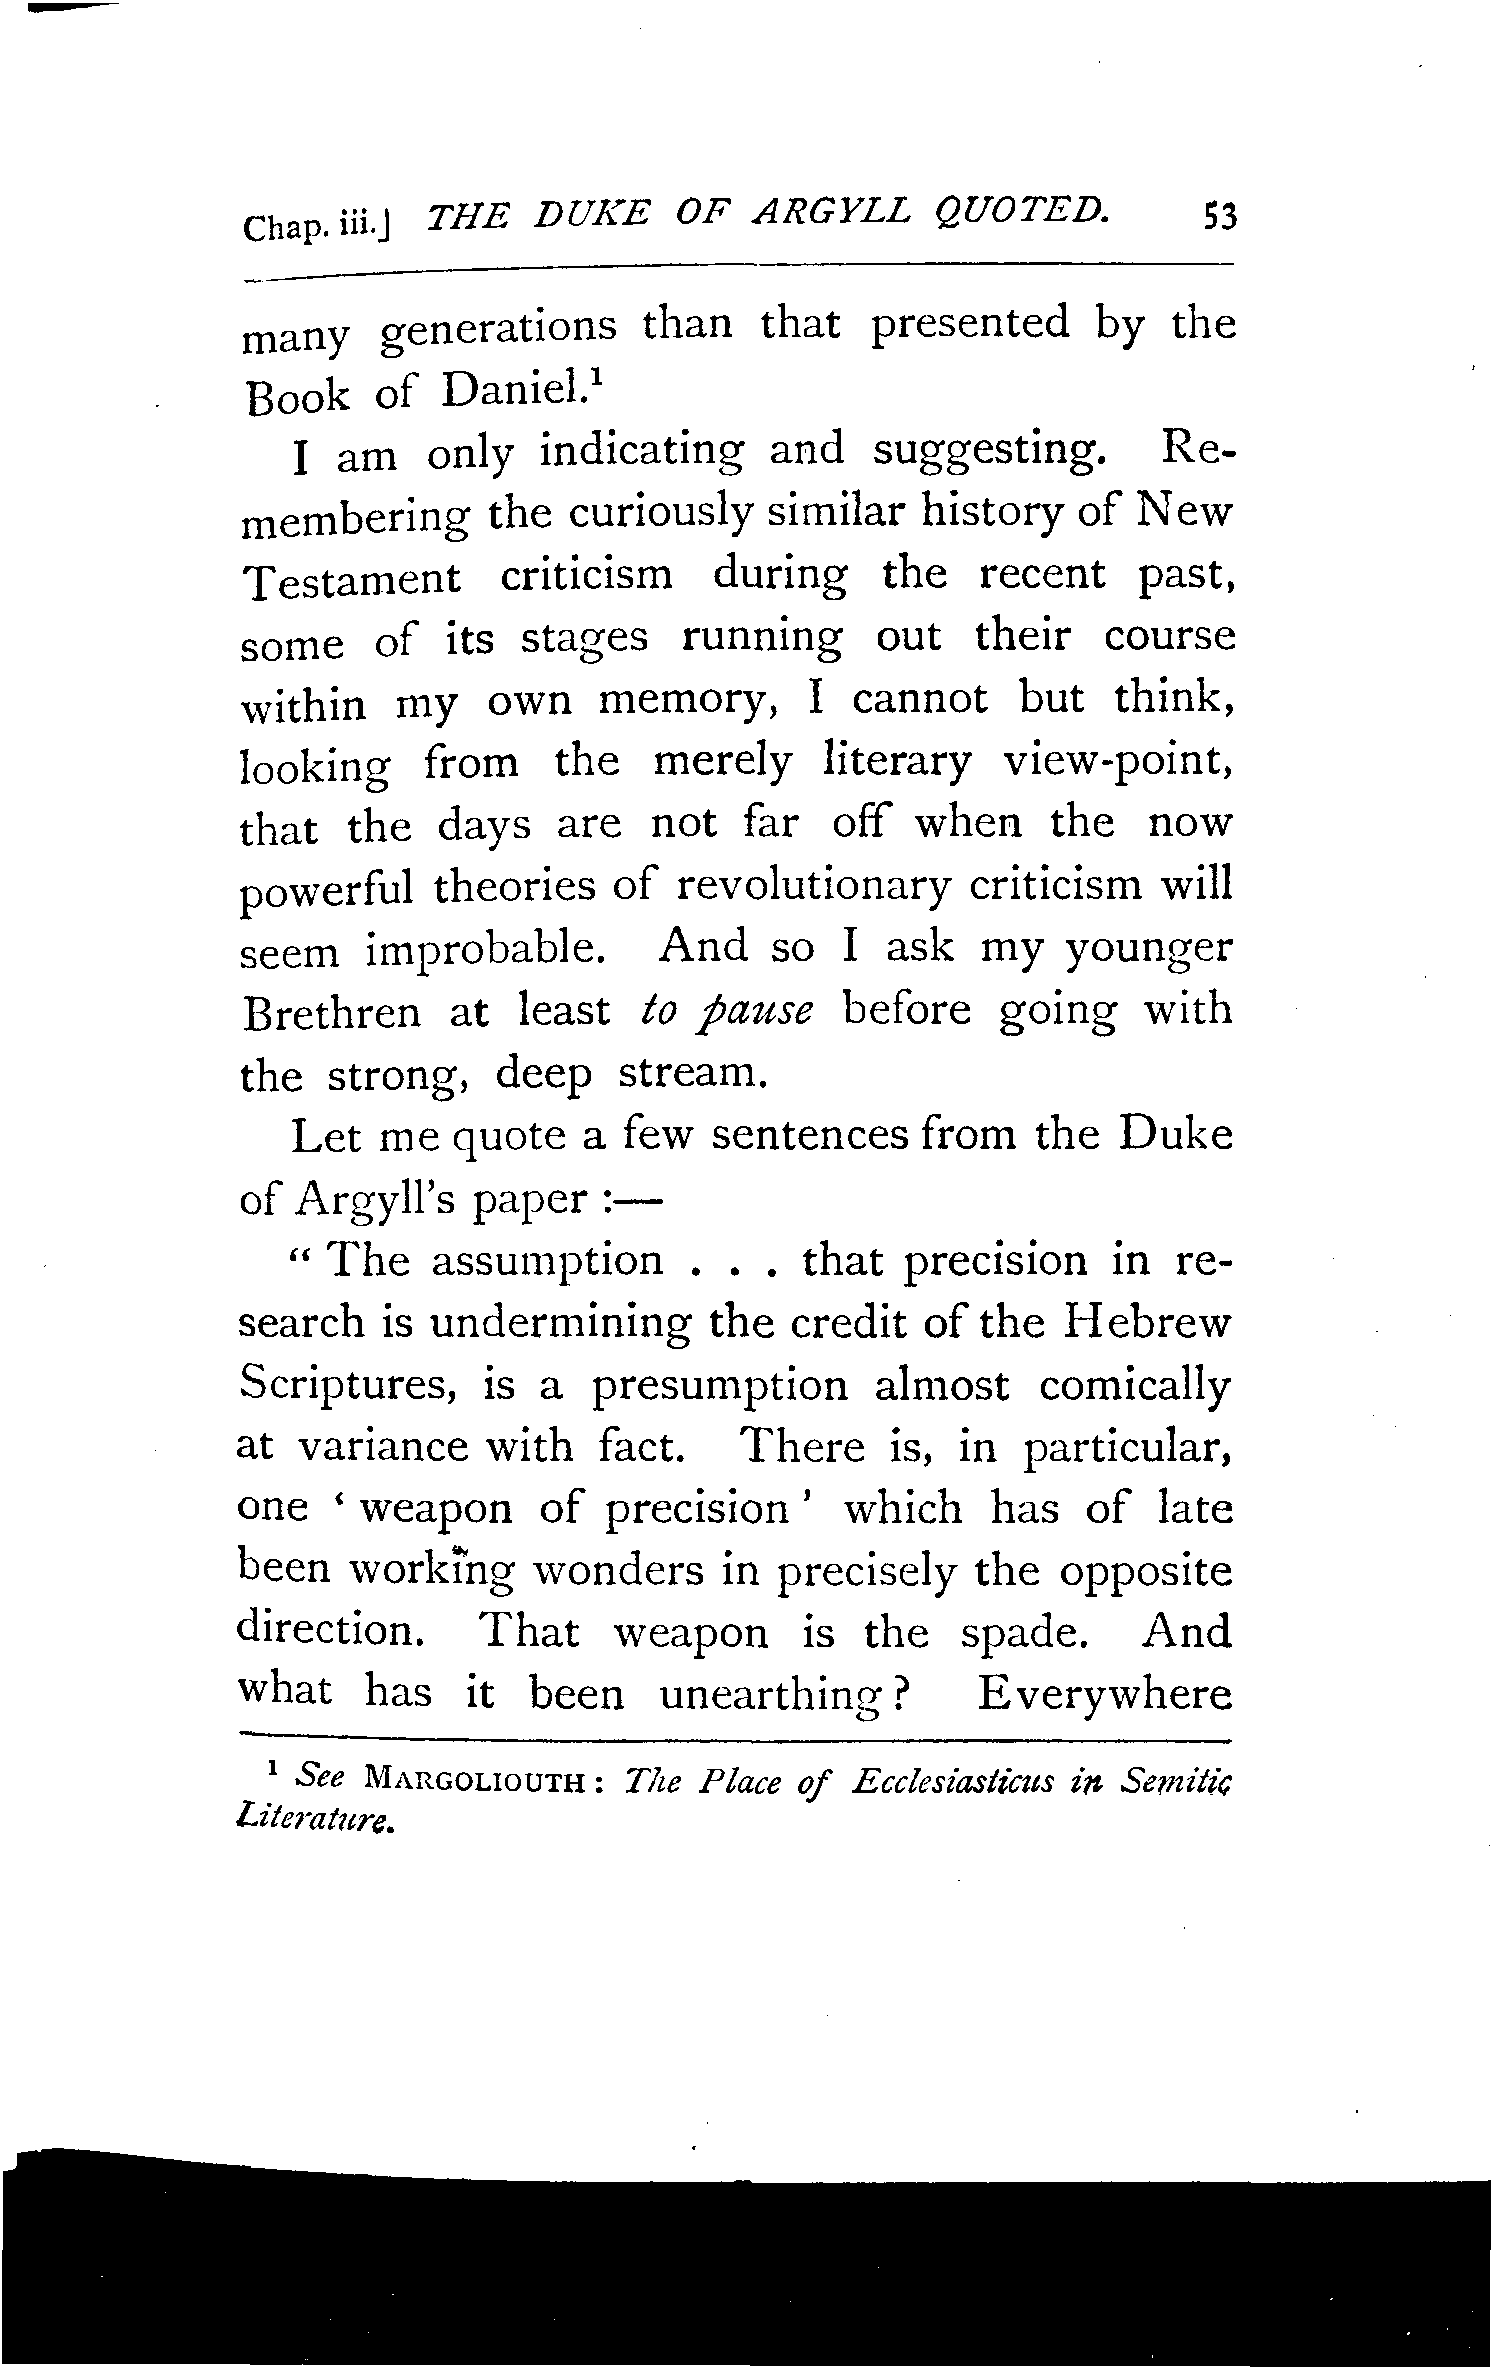 Chap. iii.] THE DUKE OF ARGYLL QUOTED. 53
many generations than that presented by the
Book of Daniel.¹
I am only indicating and suggesting. Re-
membering the curiously similar history of New
Testament criticism during the recent past,
some of its stages running out their course
within my own memory, I cannot but think,
looking from the merely literary view-point,
that the days are not far off when the now
powerful theories of revolutionary criticism will
seem improbable. And so I ask my younger
Brethren at least to pause before going with
the strong, deep stream.
Let me quote a few sentences from the Duke
of Argyll's paper :—
“ The assumption . . . that precision in re-
search is undermining the credit of the Hebrew
Scriptures, is a presumption almost comically
at variance with fact. There is, in particular,
one ‘ weapon of precision ’ which has of late
been working wonders in precisely the opposite
direction. That weapon is the spade. And
what has it been unearthing ? Everywhere
¹ See MARGOLIOUTH : The Place of Ecclesiasticus in Semitic
Literature.